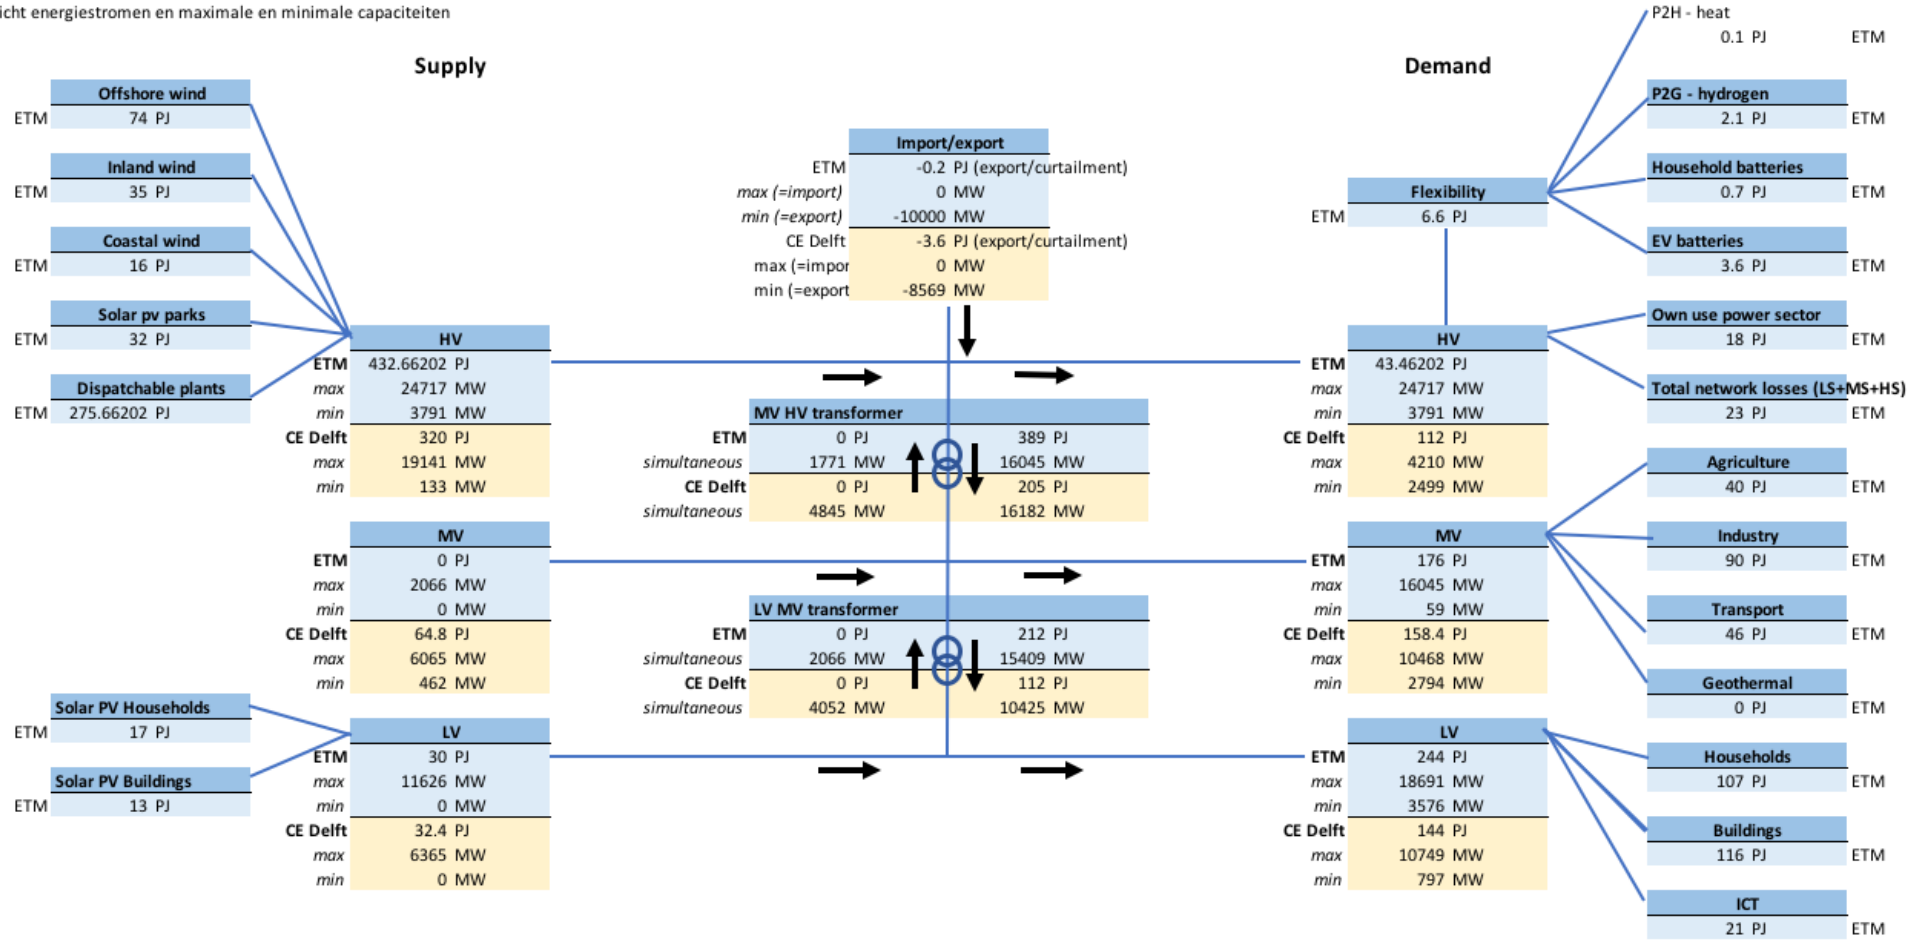 icht energiestromen en maximale en minimale capaciteiten
Supply
Demand
Offshore wind
ETM 74 PJ
Inland wind
ETM 35 PJ
Coastal wind
ETM 16 PJ
Solar pv parks
ETM 32 PJ
Dispatchable plants
ETM 275.66202 PJ
Solar PV Households
ETM 17 PJ
Solar PV Buildings
ETM 13 PJ
HV
ETM 432.66202 PJ
max 24717 MW
min 3791 MW
CE Delft 320 PJ
max 19141 MW
min 133 MW
MV
ETM 0 PJ
max 2066 MW
min 0 MW
CE Delft 64.8 PJ
max 6065 MW
min 462 MW
LV
ETM 30 PJ
max 11626 MW
min 0 MW
CE Delft 32.4 PJ
max 6365 MW
min 0 MW
Import/export
ETM -0.2 PJ (export/curtailment)
max (=import) 0 MW
min (=export) -10000 MW
CE Delft -3.6 PJ (export/curtailment)
max (=impor 0 MW
min (=export -8569 MW
MV HV transformer
ETM 0 PJ 389 PJ
simultaneous 1771 MW 16045 MW
CE Delft 0 PJ 205 PJ
simultaneous 4845 MW 16182 MW
LV MV transformer
ETM 0 PJ 212 PJ
simultaneous 2066 MW 15409 MW
CE Delft 0 PJ 112 PJ
simultaneous 4052 MW 10425 MW
Flexibility
ETM 6.6 PJ
HV
ETM 43.46202 PJ
max 24717 MW
min 3791 MW
CE Delft 112 PJ
max 4210 MW
min 2499 MW
MV
ETM 176 PJ
max 16045 MW
min 59 MW
CE Delft 158.4 PJ
max 10468 MW
min 2794 MW
LV
ETM 244 PJ
max 18691 MW
min 3576 MW
CE Delft 144 PJ
max 10749 MW
min 797 MW
P2H - heat
0.1 PJ ETM
P2G - hydrogen
2.1 PJ ETM
Household batteries
0.7 PJ ETM
EV batteries
3.6 PJ ETM
Own use power sector
18 PJ ETM
Total network losses (LS+MS+HS)
23 PJ ETM
Agriculture
40 PJ ETM
Industry
90 PJ ETM
Transport
46 PJ ETM
Geothermal
0 PJ ETM
Households
107 PJ ETM
Buildings
116 PJ ETM
ICT
21 PJ ETM